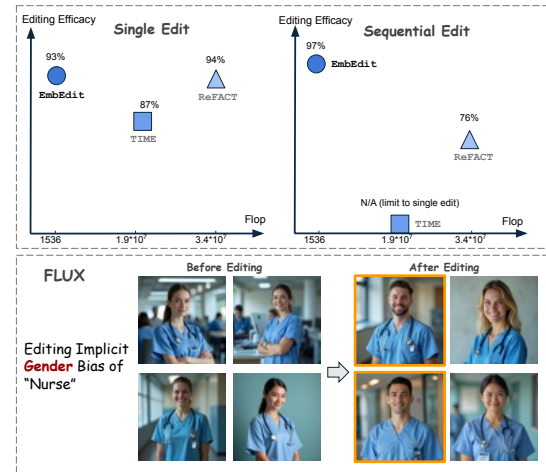 Editing Efficacy
Single Edit
93%
EmbEdit
87%
TIME
94%
ReFACT
Flop
1536
1.9*10⁷
3.4*10⁷
Editing Efficacy
Sequential Edit
97%
EmbEdit
76%
ReFACT
N/A (limit to single edit)
TIME
Flop
1536
1.9*10⁷
3.4*10⁷
FLUX
Before Editing
After Editing
Editing Implicit
Gender Bias of
"Nurse"